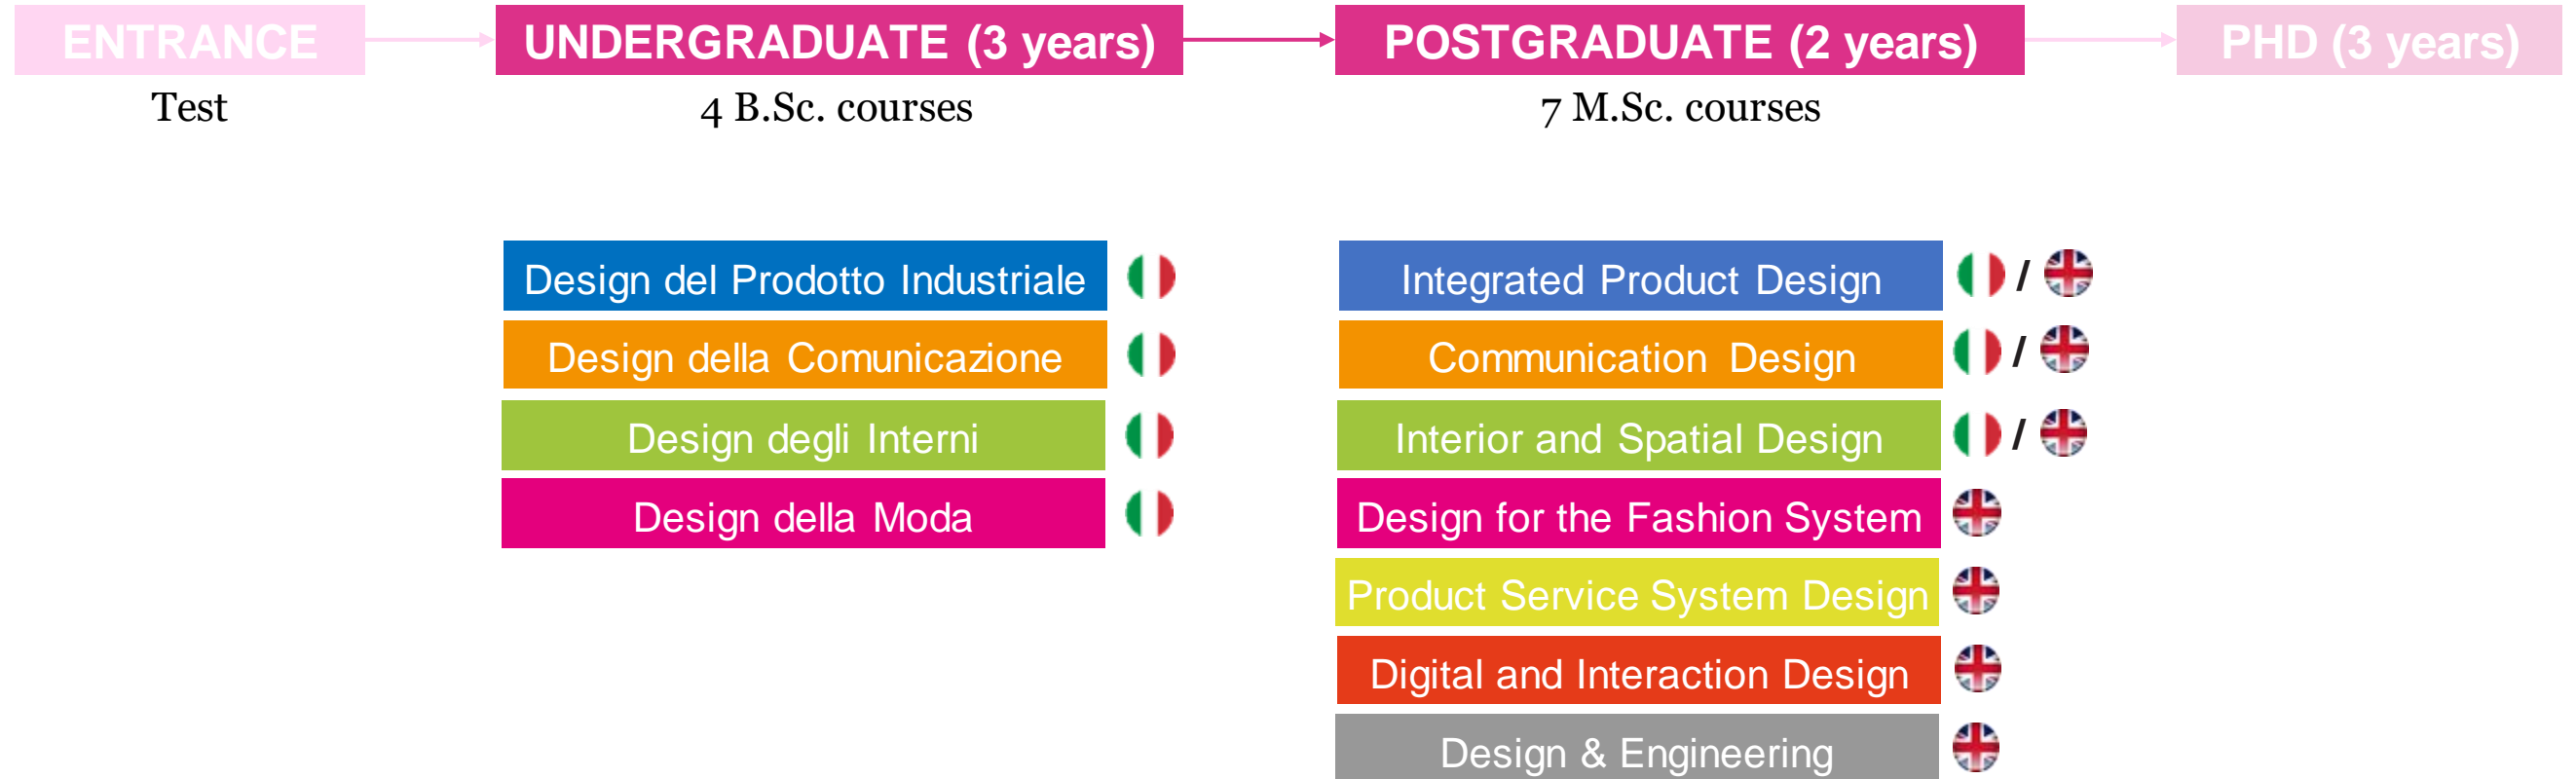 ENTRANCE
UNDERGRADUATE (3 years)
POSTGRADUATE (2 years)
PHD (3 years)
Test
4 B.Sc. courses
7 M.Sc. courses
Design del Prodotto Industriale
Design della Comunicazione
Design degli Interni
Design della Moda
Integrated Product Design
/
Communication Design
/
Interior and Spatial Design
/
Design for the Fashion System
Product Service System Design
Digital and Interaction Design
Design & Engineering